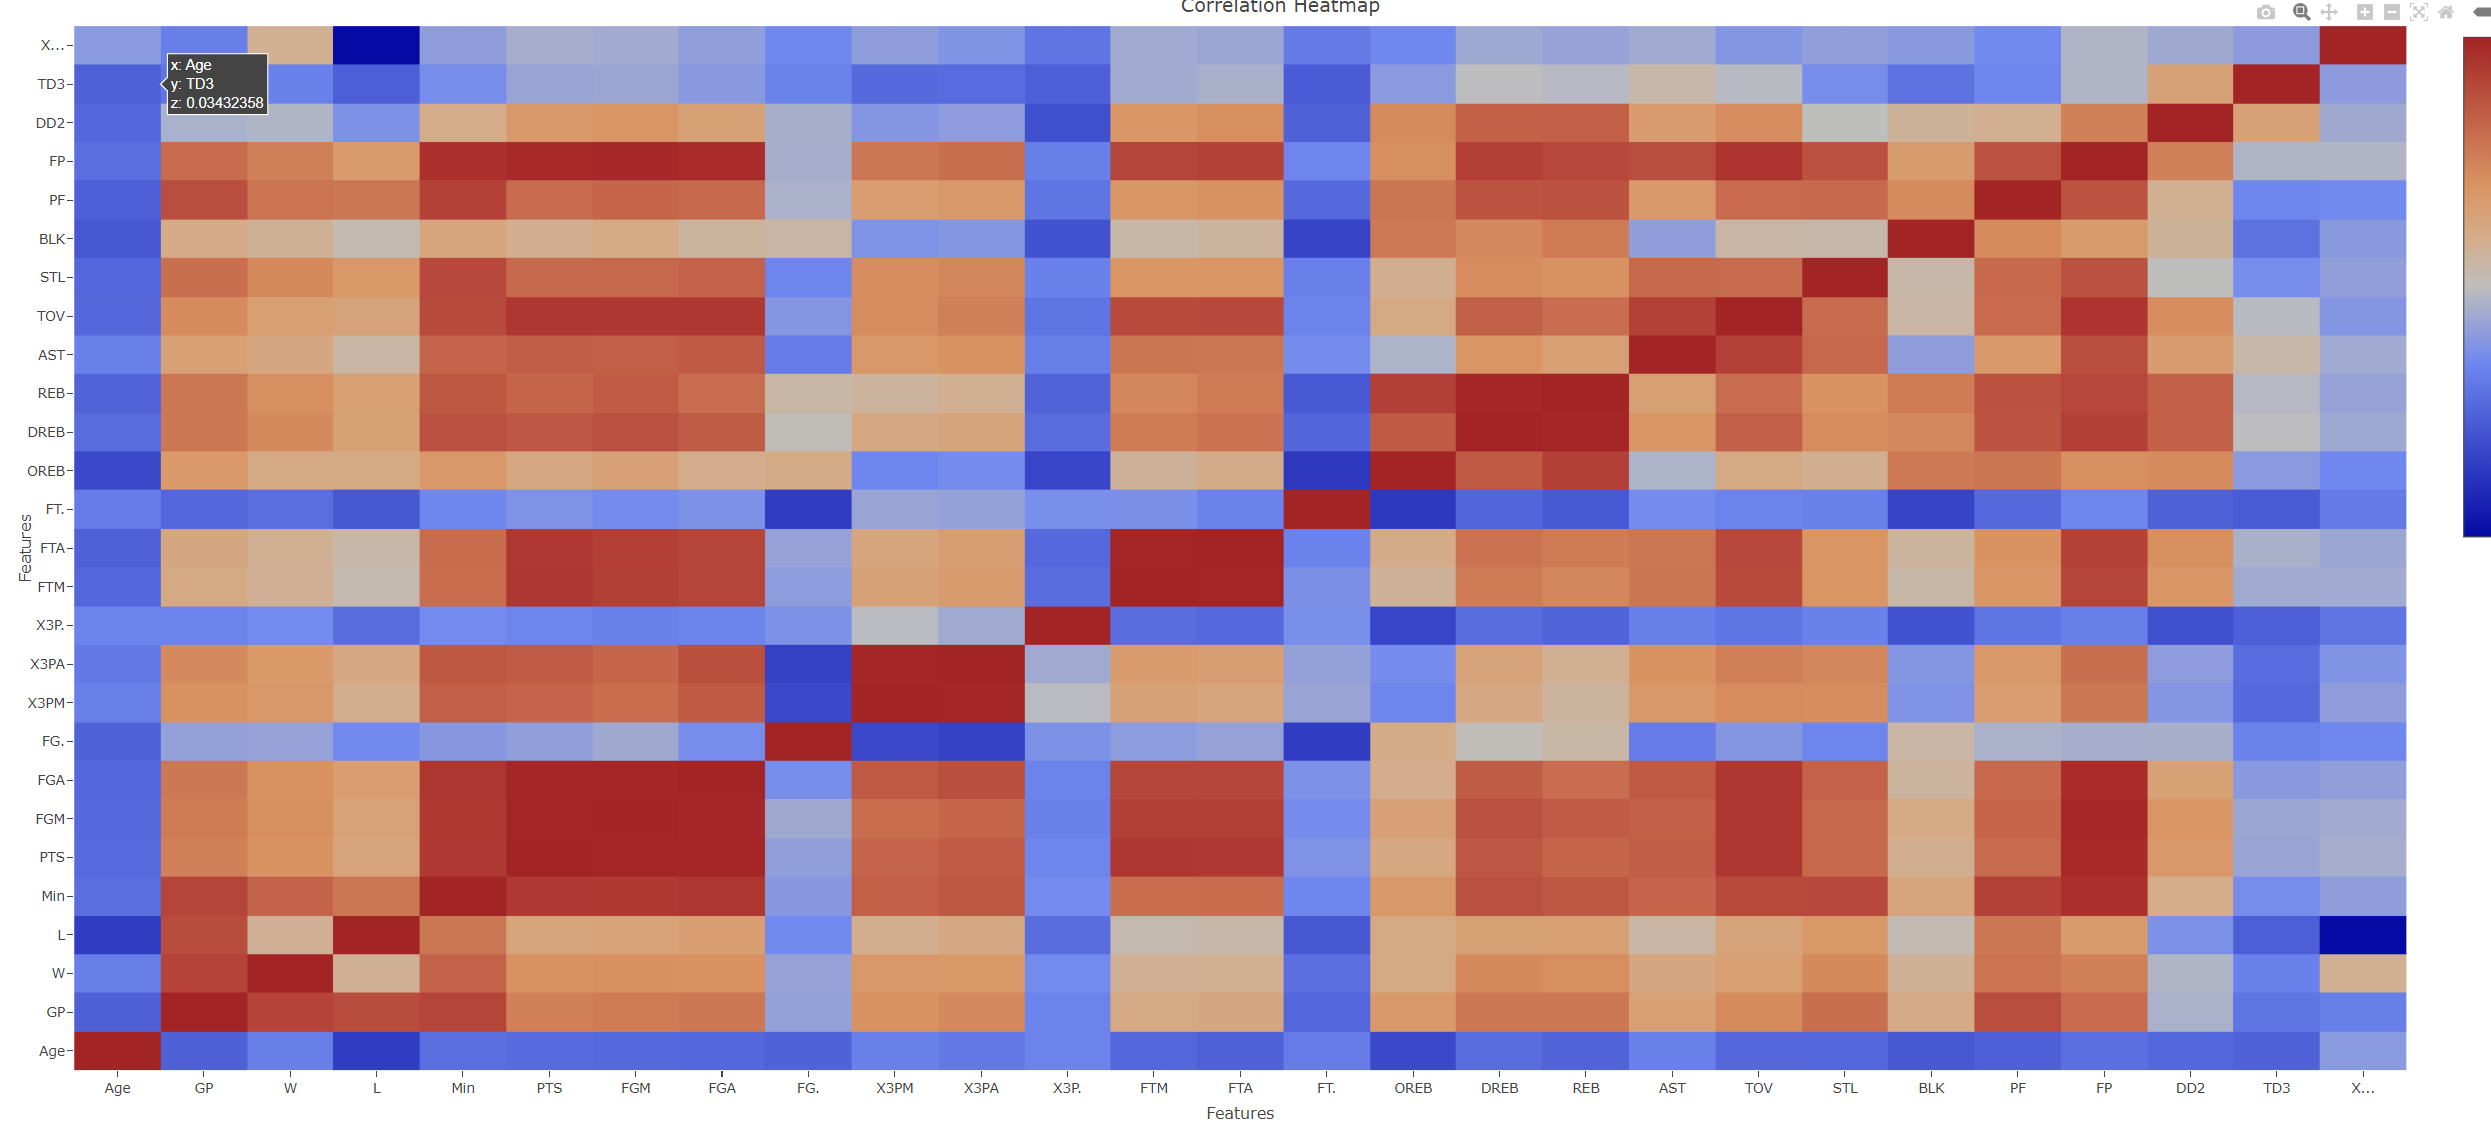 Correlation Heatmap
X...
TD3
DD2
FP
PF
BLK
STL
TOV
AST
REB
DREB
OREB
FT.
FTA
FTM
X3P.
X3PA
X3PM
FG.
FGA
FGM
PTS
Min
L
W
GP
Age
Features
x: Age
y: TD3
z: 0.03432358
Age GP W L Min PTS FGM FGA FG. X3PM X3PA X3P. FTM FTA FT. OREB DREB REB AST TOV STL BLK PF FP DD2 TD3 X...
Features